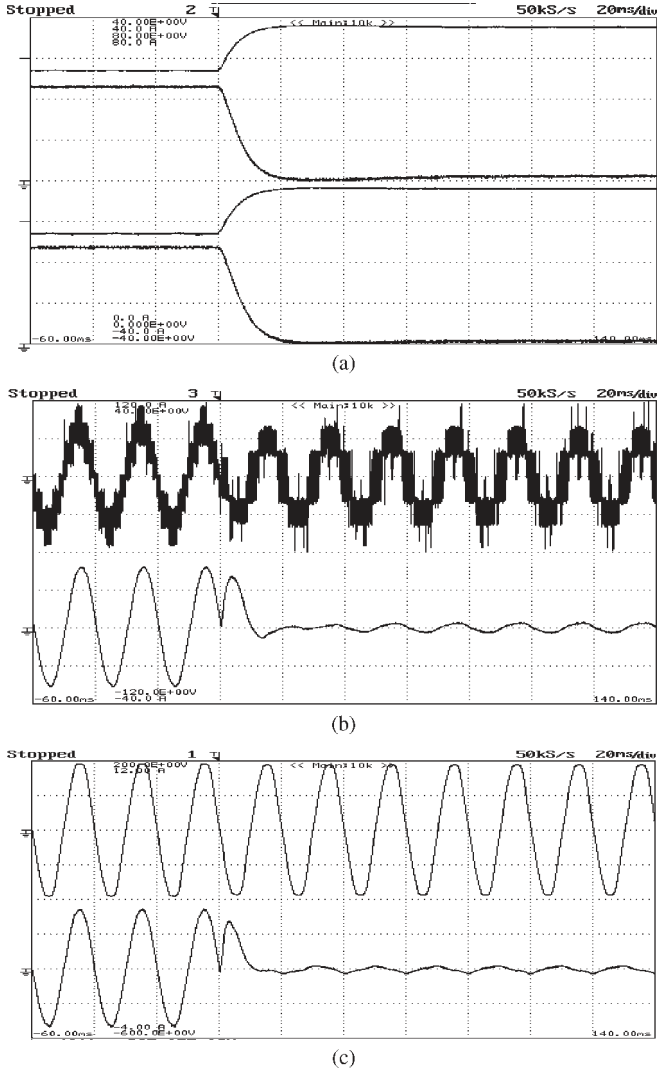 Stopped 2 50kS/s 20ms/div
40.00E+00V << Main:10k >>
40.0 A
80.00E+00V
80.0 A
0.0 A
0.000E+00V
-40.0 A
-60.00ms -40.00E+00V 140.00ms
(a)
Stopped 3 50kS/s 20ms/div
120.0 A << Main:10k >>
40.00E+00V
-120.0E+00V
-60.00ms -40.0 A 140.00ms
(b)
Stopped 1 50kS/s 20ms/div
200.0E+00V << Main:10k >>
12.00 A
-4.00 A
-60.00ms -600.0E+00V 140.00ms
(c)